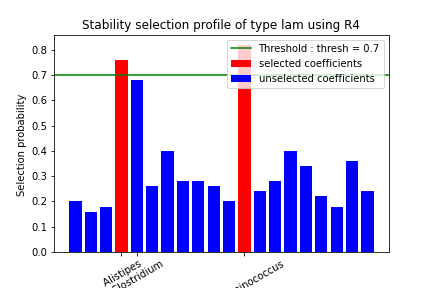 Stability selection profile of type lam using R4
Threshold : thresh = 0.7
selected coefficients
unselected coefficients
Selection probability
0.8
0.7
0.6
0.5
0.4
0.3
0.2
0.1
0.0
Alistipes
Clostridium